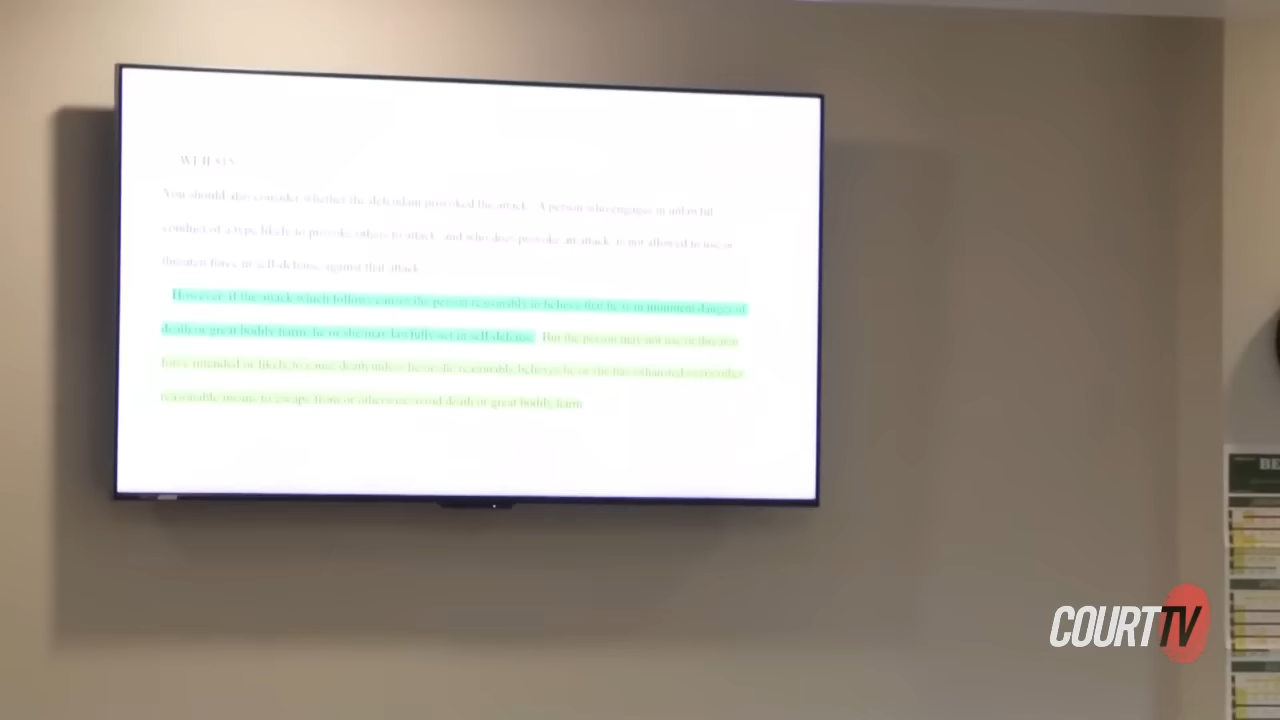 You should also consider whether the defendant provoked the attack. A person who engages in unlawful
conduct of a type likely to provoke others to attack, and who does provoke an attack, is not allowed to use or
threaten force in self-defense against that attack.
However, if the attack which follows causes the person reasonably to believe that he is in imminent danger of
death or great bodily harm, he or she may lawfully act in self-defense. But the person may not use or threaten
force intended or likely to cause death unless he or she reasonably believes he or she has exhausted every other
reasonable means to escape from or otherwise avoid death or great bodily harm.
BE
COURT TV